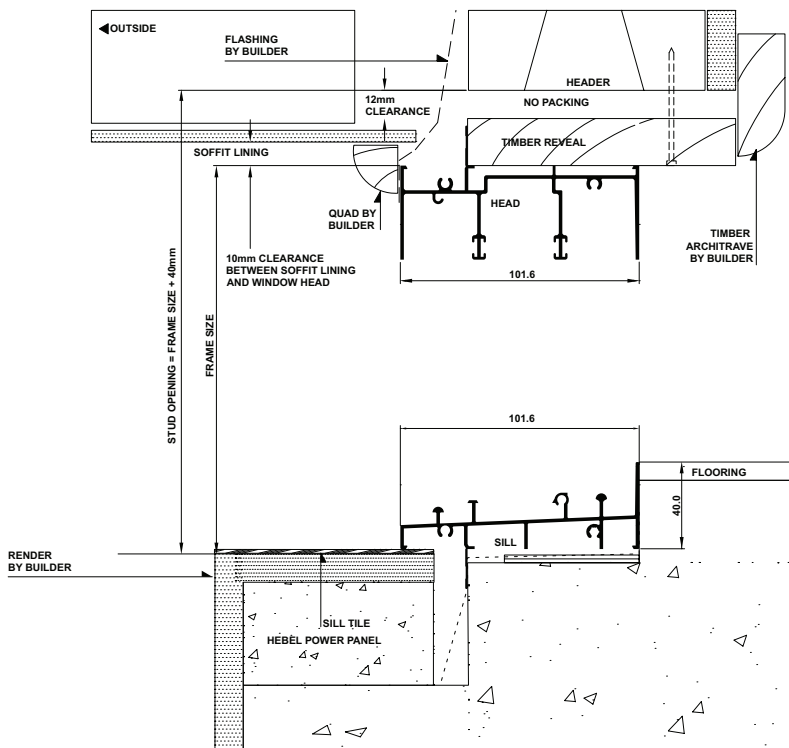 OUTSIDE
FLASHING
BY BUILDER
12mm
CLEARANCE
HEADER
NO PACKING
SOFFIT LINING
TIMBER REVEAL
QUAD BY
BUILDER
HEAD
TIMBER
ARCHITRAVE
BY BUILDER
10mm CLEARANCE
BETWEEN SOFFIT LINING
AND WINDOW HEAD
101.6
STUD OPENING = FRAME SIZE + 40mm
FRAME SIZE
101.6
FLOORING
40.0
SILL
RENDER
BY BUILDER
SILL TILE
HEBEL POWER PANEL